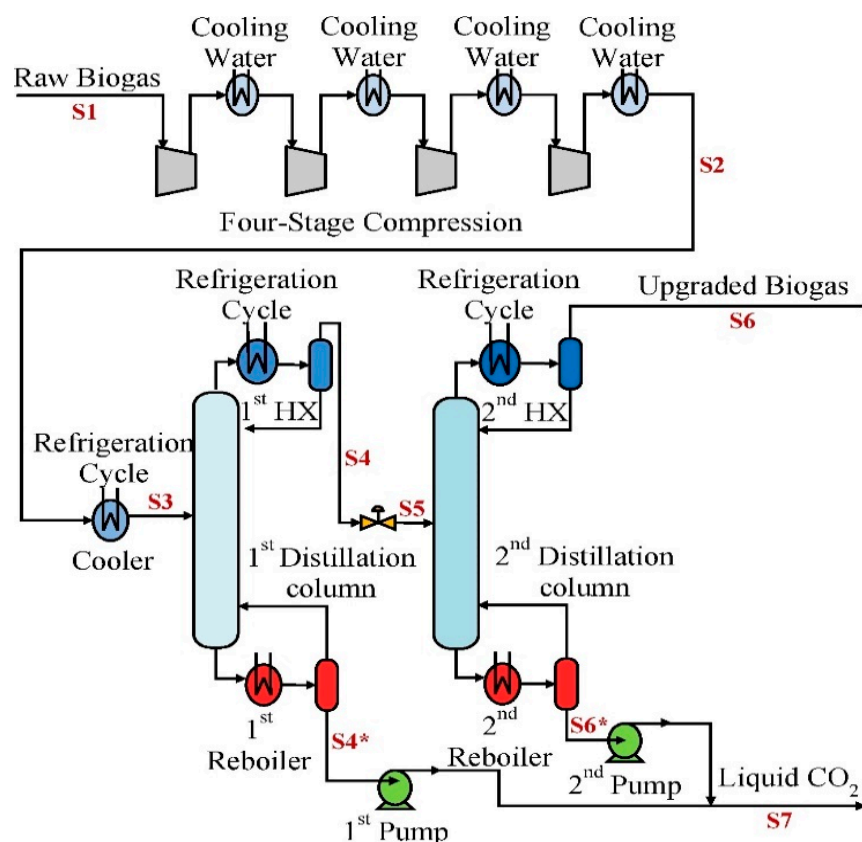 Cooling
Water
Cooling
Water
Cooling
Water
Cooling
Water
Raw Biogas
S1
S2
Four-Stage Compression
Refrigeration
Cycle
Refrigeration
Cycle
Upgraded Biogas
S6
1st HX
2nd HX
Refrigeration
Cycle
S3
S4
S5
Cooler
1st Distillation
column
2nd Distillation
column
1st
Reboiler
S4*
2nd
Reboiler
S6*
1st Pump
2nd Pump
Liquid CO2
S7